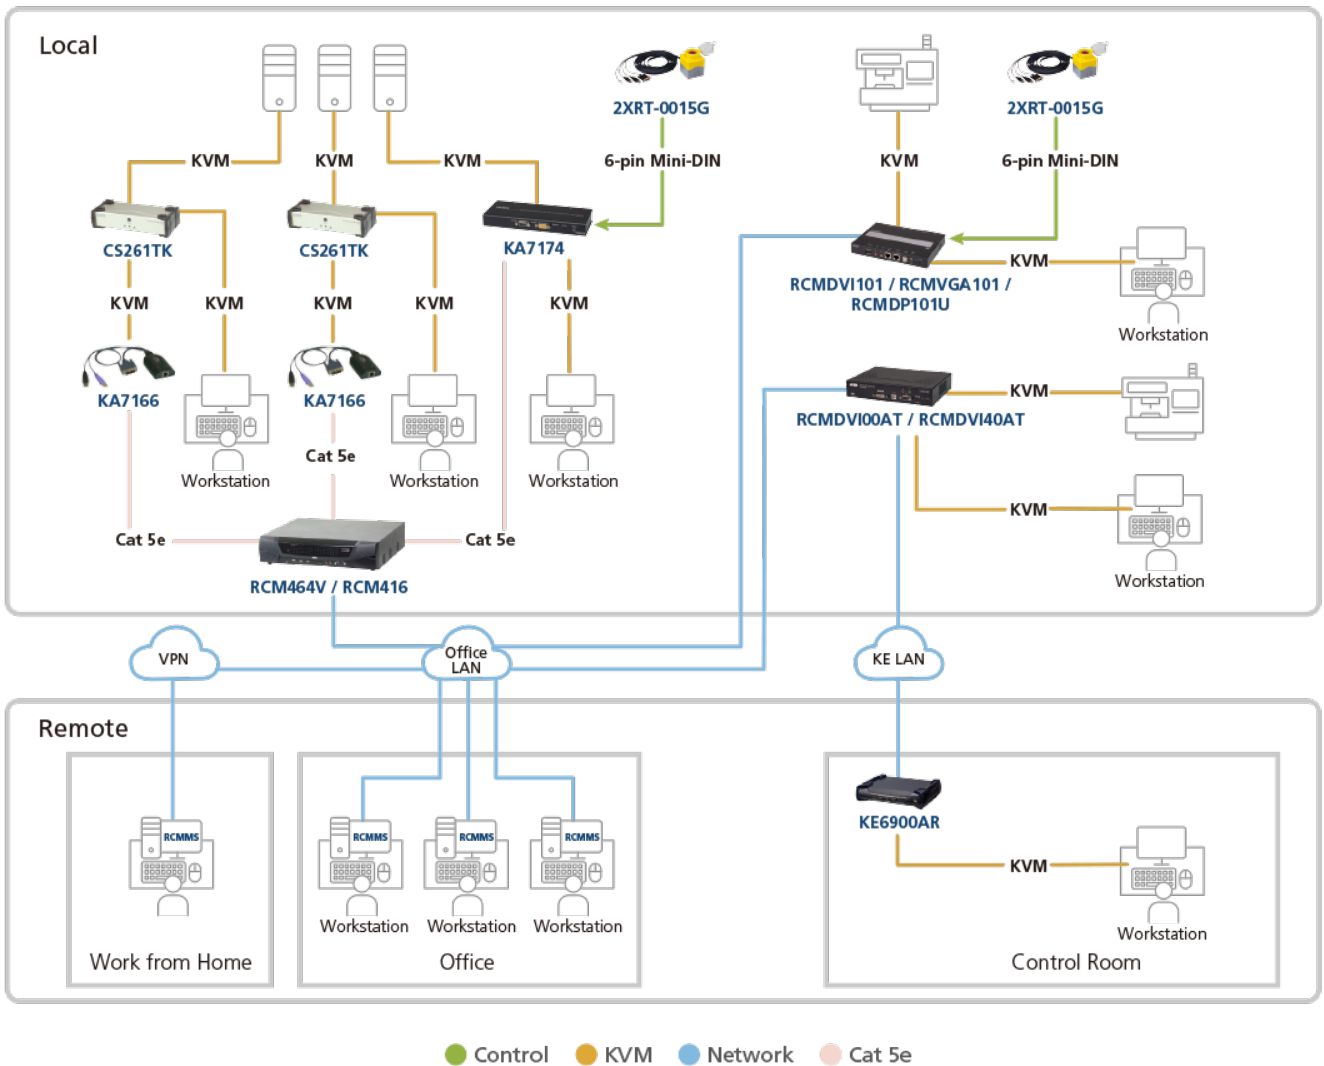 Local
2XRT-0015G
2XRT-0015G
KVM
KVM
KVM
6-pin Mini-DIN
KVM
6-pin Mini-DIN
CS261TK
CS261TK
KA7174
KVM
RCMDVI101 / RCMVGA101 /
RCMDP101U
KVM
KVM
KVM
KVM
KVM
Workstation
KA7166
KA7166
KVM
RCMDVI00AT / RCMDVI40AT
Cat 5e
Workstation
Workstation
Workstation
KVM
Cat 5e
Cat 5e
RCM464V / RCM416
Workstation
VPN
Office
LAN
KE LAN
Remote
RCMMS
RCMMS
RCMMS
RCMMS
KE6900AR
KVM
Workstation
Workstation
Workstation
Workstation
Work from Home
Office
Control Room
Control
KVM
Network
Cat 5e